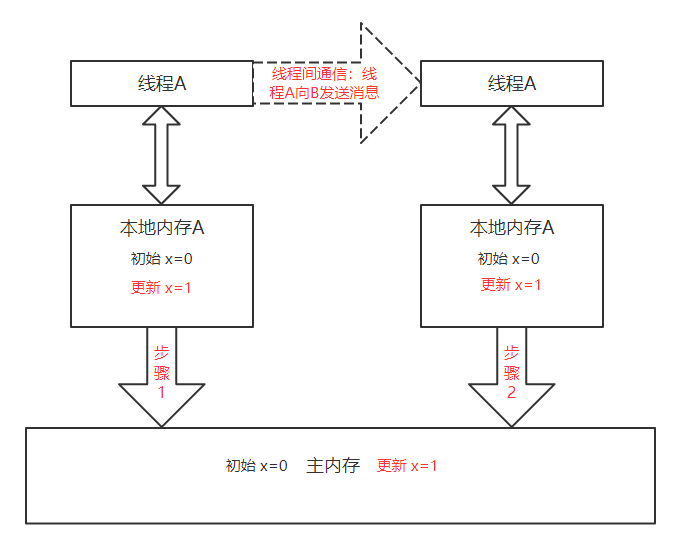 线程A
线程间通信：线
程A向B发送消息
线程A
本地内存A
初始 x=0
更新 x=1
本地内存A
初始 x=0
更新 x=1
步
骤
1
步
骤
2
初始 x=0 主内存 更新 x=1